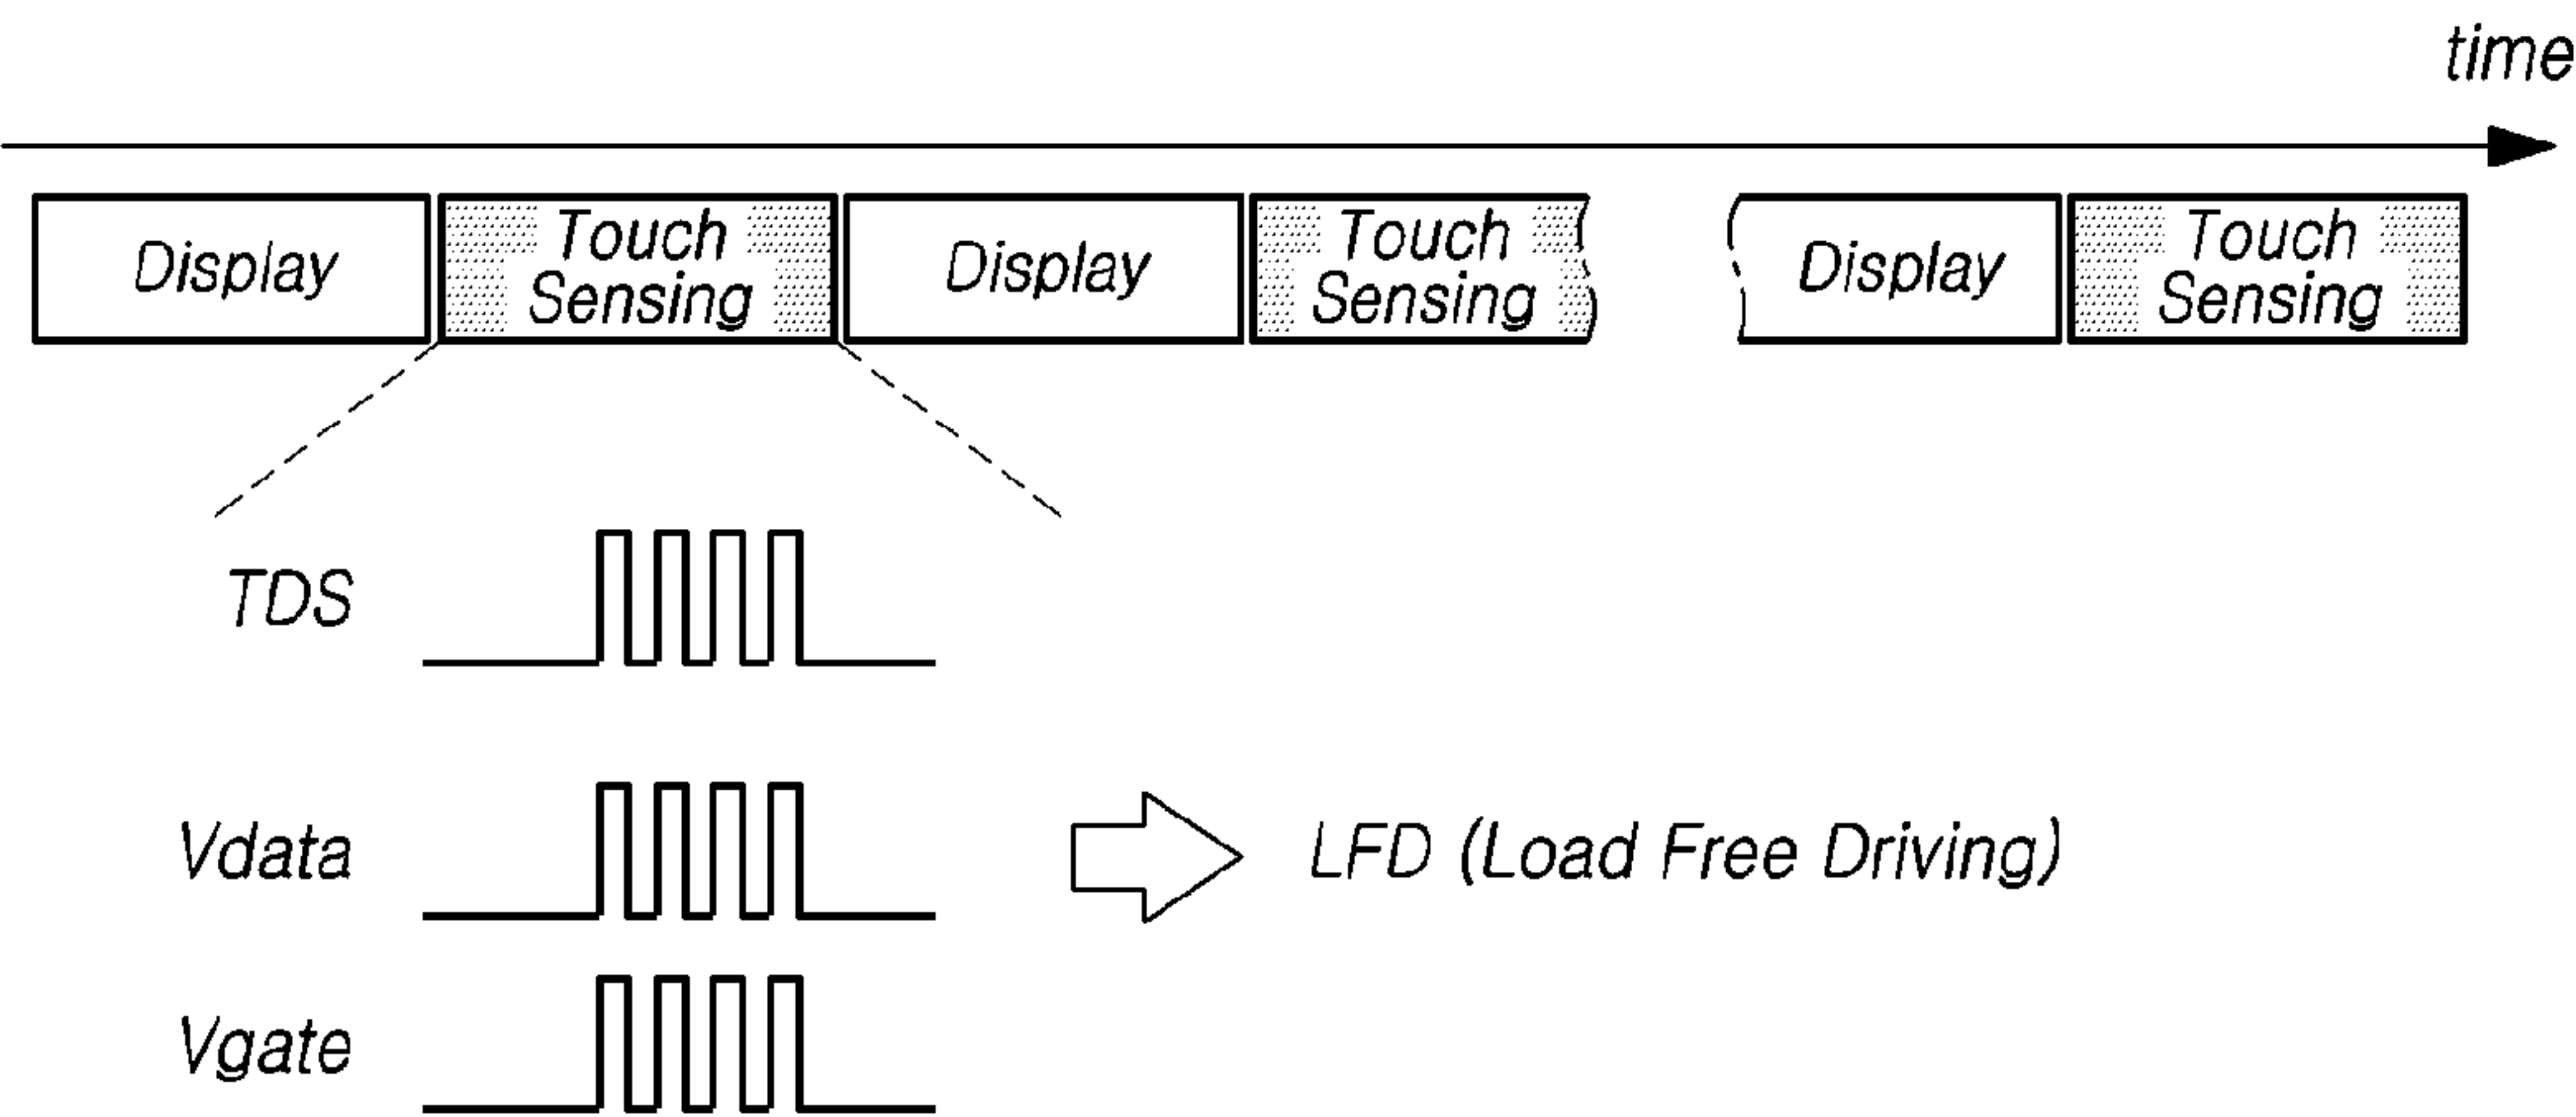 time
Display
Touch
Sensing
Display
Touch
Sensing
Display
Touch
Sensing
TDS
Vdata
LFD (Load Free Driving)
Vgate